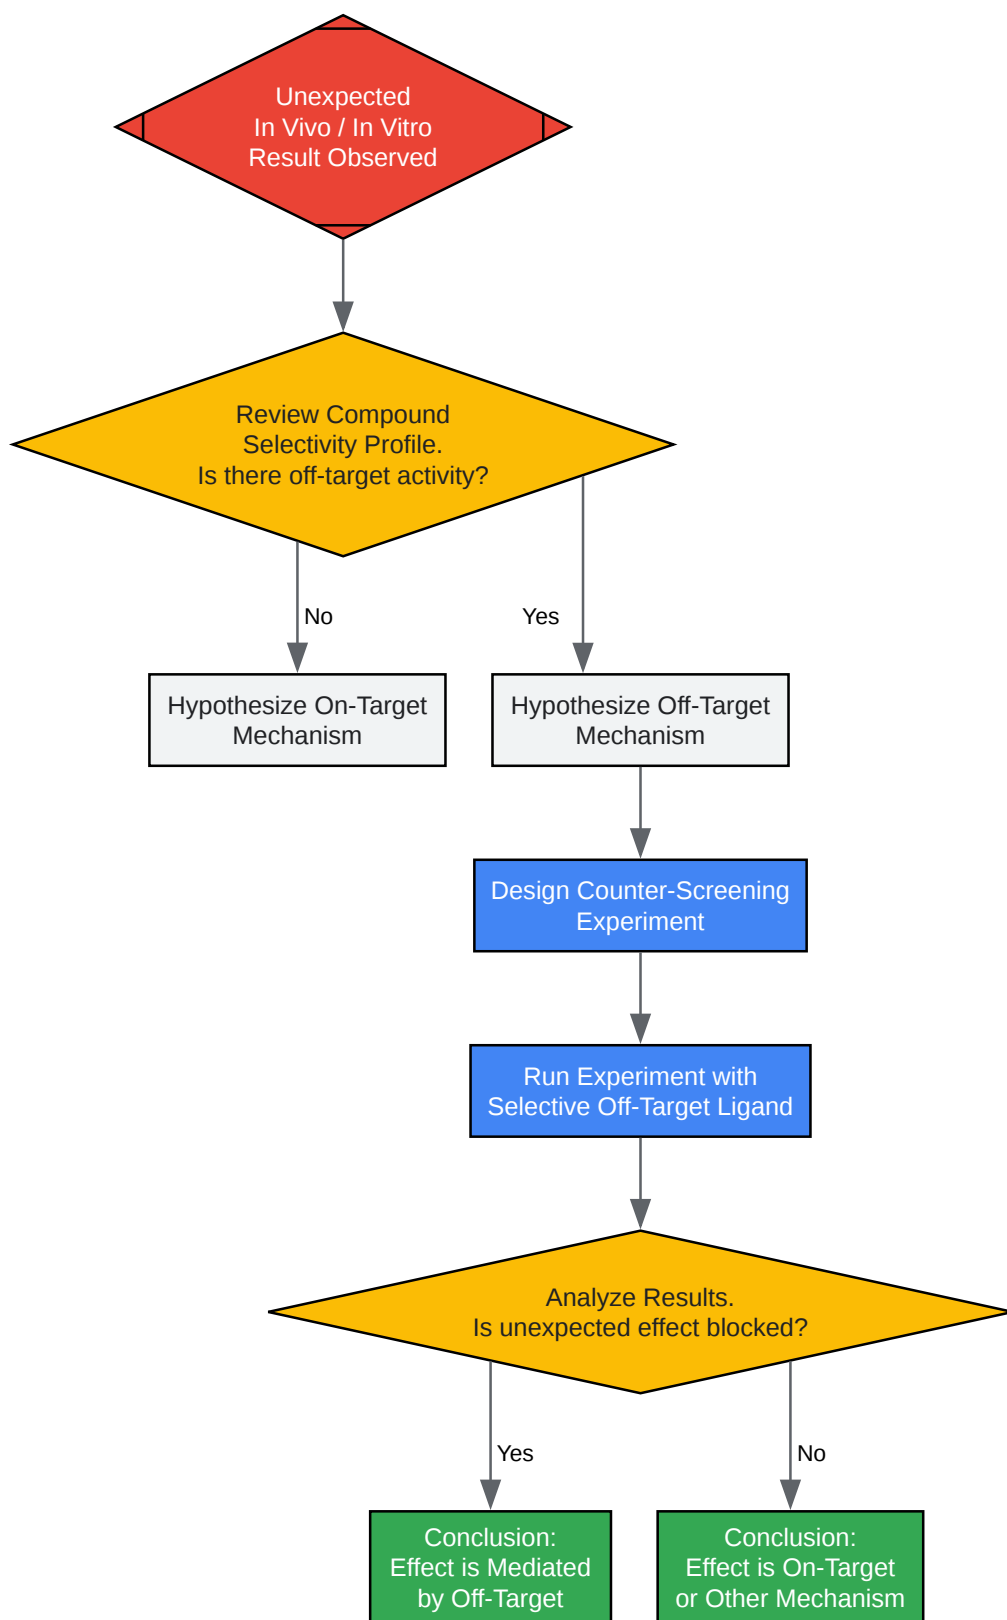 Unexpected
In Vivo / In Vitro
Result Observed
Review Compound
Selectivity Profile.
Is there off-target activity?
No
Yes
Hypothesize On-Target
Mechanism
Hypothesize Off-Target
Mechanism
Design Counter-Screening
Experiment
Run Experiment with
Selective Off-Target Ligand
Analyze Results.
Is unexpected effect blocked?
Yes
No
Conclusion:
Effect is Mediated
by Off-Target
Conclusion:
Effect is On-Target
or Other Mechanism